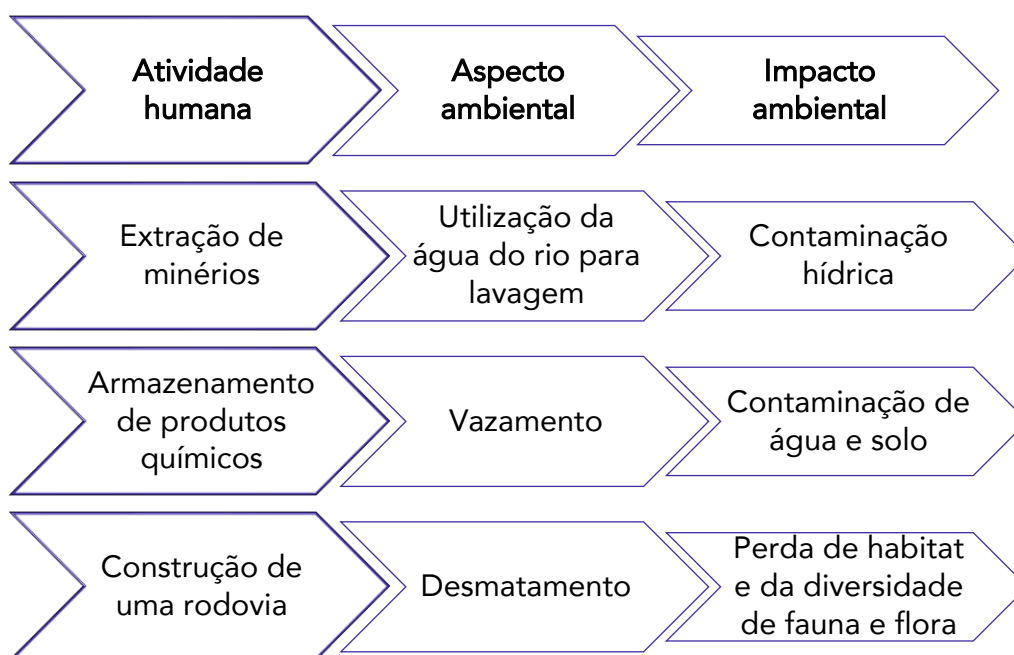 Atividade
humana
Aspecto
ambiental
Impacto
ambiental
Extração de
minérios
Utilização da
água do rio para
lavagem
Contaminação
hídrica
Armazenamento
de produtos
químicos
Vazamento
Contaminação de
água e solo
Construção de
uma rodovia
Desmatamento
Perda de habitat
e da diversidade
de fauna e flora